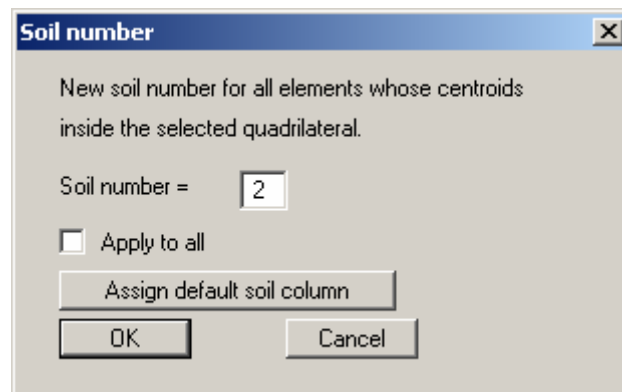 Soil number
New soil number for all elements whose centroids
inside the selected quadrilateral.
Soil number = 2
Apply to all
Assign default soil column
OK Cancel